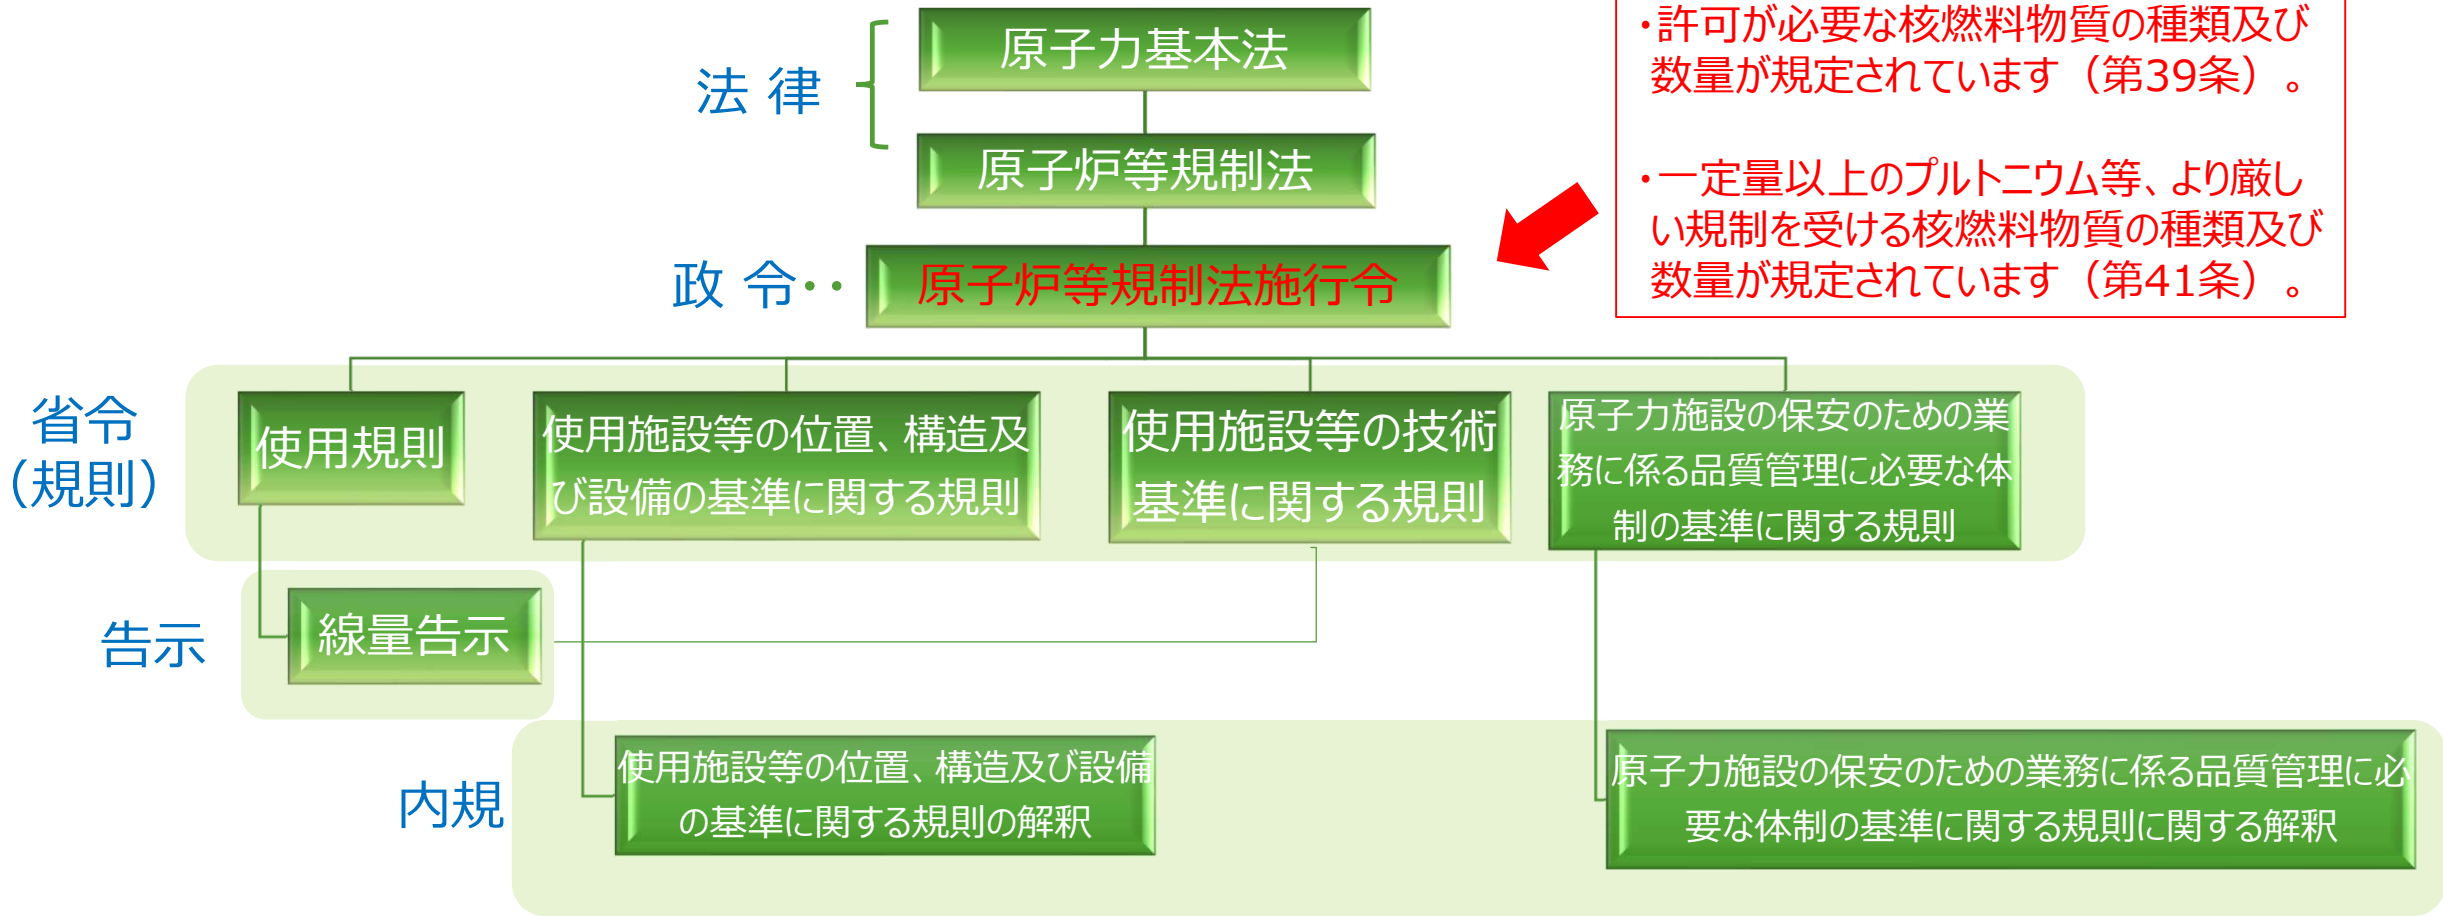 法 律
原子力基本法
原子炉等規制法
・許可が必要な核燃料物質の種類及び
数量が規定されています（第39条）。
・一定量以上のプルトニウム等、より厳し
い規制を受ける核燃料物質の種類及び
数量が規定されています（第41条）。
政 令・・
原子炉等規制法施行令
省令
（規則）
使用規則
使用施設等の位置、構造及
び設備の基準に関する規則
使用施設等の技術
基準に関する規則
原子力施設の保安のための業
務に係る品質管理に必要な体
制の基準に関する規則
告示
線量告示
内規
使用施設等の位置、構造及び設備
の基準に関する規則の解釈
原子力施設の保安のための業務に係る品質管理に必
要な体制の基準に関する規則に関する解釈